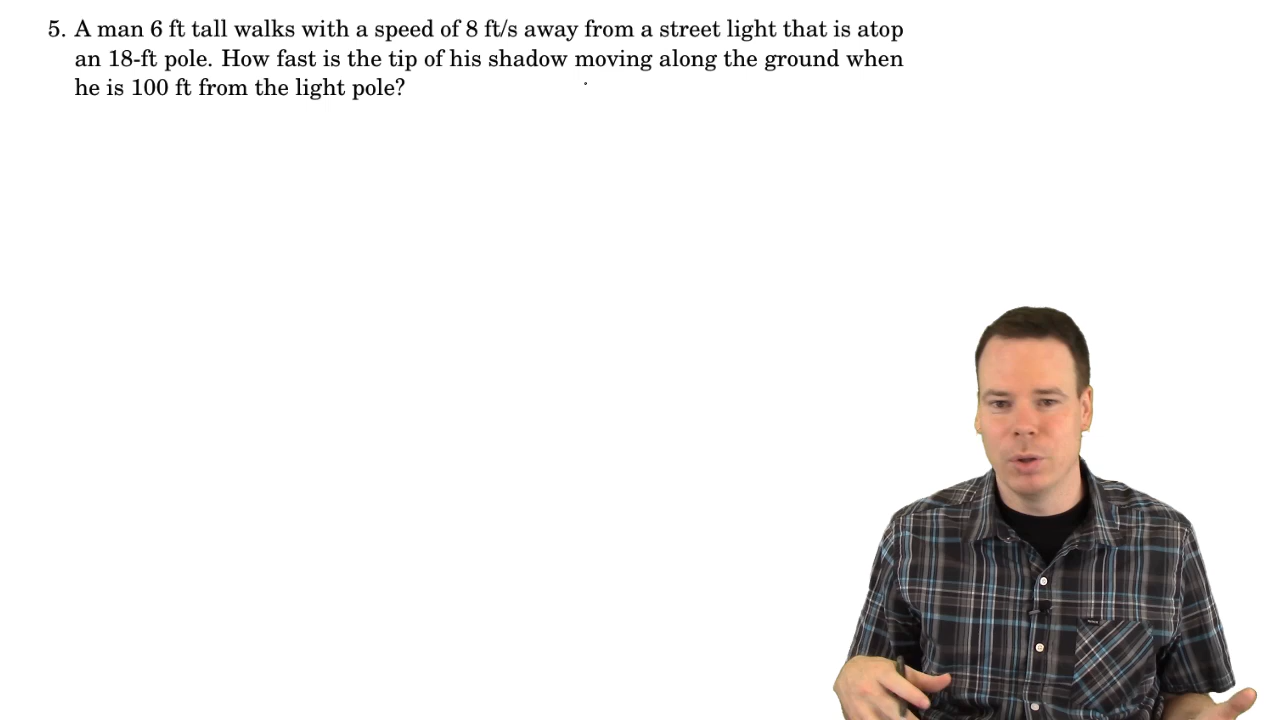 5. A man 6 ft tall walks with a speed of 8 ft/s away from a street light that is atop
an 18-ft pole. How fast is the tip of his shadow moving along the ground when
he is 100 ft from the light pole?